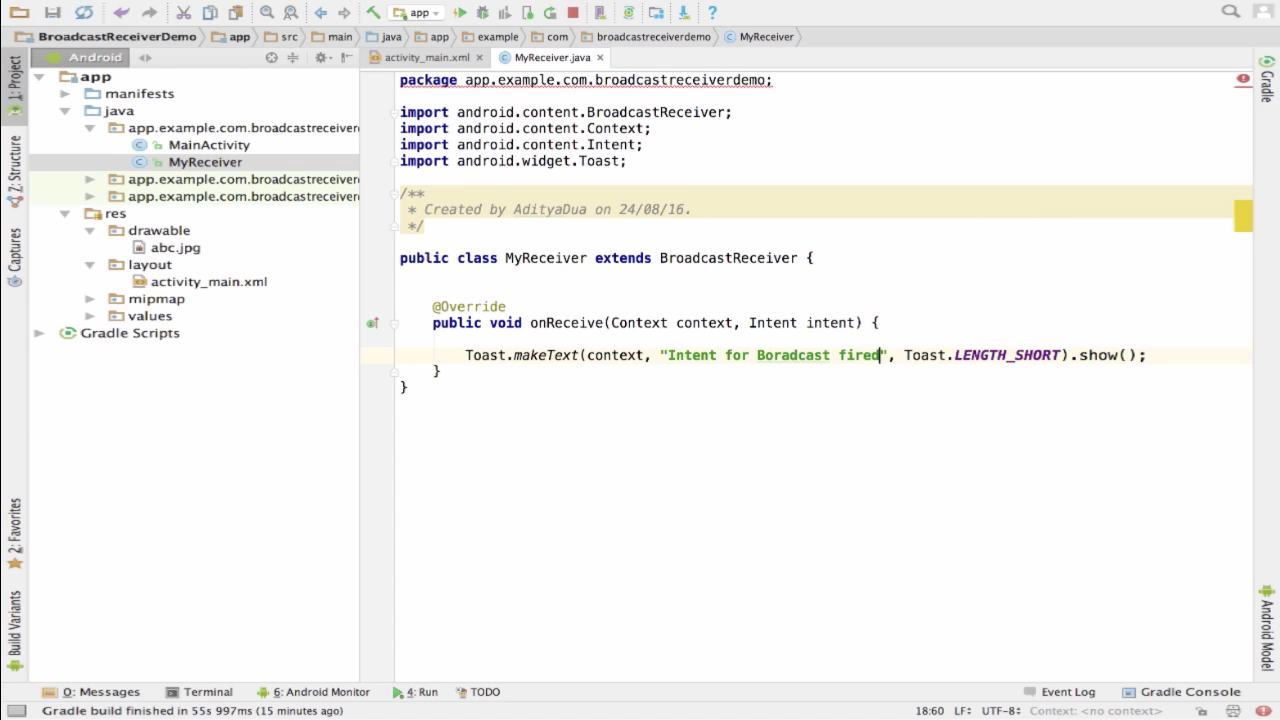 app
BroadcastReceiverDemo app src main java app example com broadcastreceiverdemo MyReceiver
Android
activity_main.xml MyReceiver.java
1: Project
Z: Structure
Captures
2: Favorites
Build Variants
app
manifests
java
app.example.com.broadcastreceiver
MainActivity
MyReceiver
app.example.com.broadcastreceiver
app.example.com.broadcastreceiver
res
drawable
abc.jpg
layout
activity_main.xml
mipmap
values
Gradle Scripts
package app.example.com.broadcastreceiverdemo;
import android.content.BroadcastReceiver;
import android.content.Context;
import android.content.Intent;
import android.widget.Toast;
/**
* Created by AdityaDua on 24/08/16.
*/
public class MyReceiver extends BroadcastReceiver {
@Override
public void onReceive(Context context, Intent intent) {
Toast.makeText(context, "Intent for Boradcast fired", Toast.LENGTH_SHORT).show();
}
}
Gradle
Android Model
0: Messages Terminal 6: Android Monitor 4: Run TODO Event Log Gradle Console
Gradle build finished in 55s 997ms (15 minutes ago) 18:60 LF÷ UTF-8÷ Context: <no context>